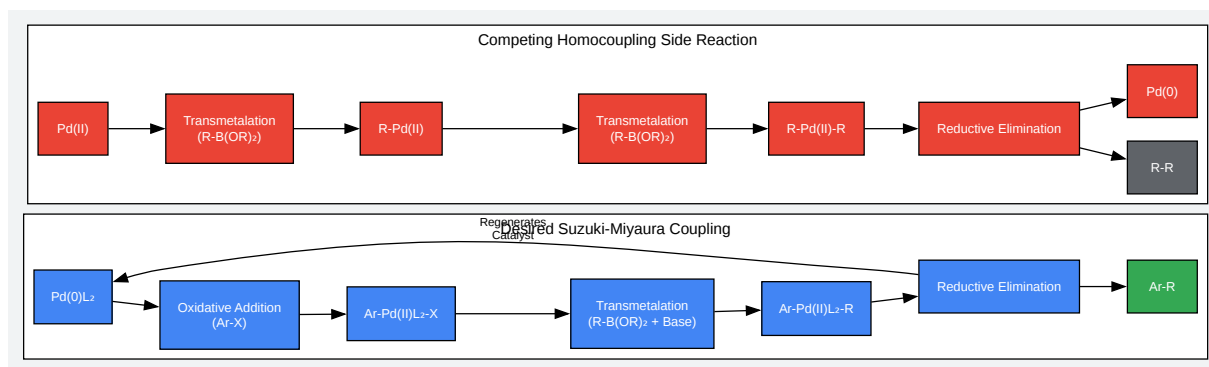 Competing Homocoupling Side Reaction
Pd(II)
Transmetalation
(R-B(OR)₂)
R-Pd(II)
Transmetalation
(R-B(OR)₂)
R-Pd(II)-R
Reductive Elimination
Pd(0)
R-R
Desired Suzuki-Miyaura Coupling
Regenerates
Catalyst
Pd(0)L₂
Oxidative Addition
(Ar-X)
Ar-Pd(II)L₂-X
Transmetalation
(R-B(OR)₂ + Base)
Ar-Pd(II)L₂-R
Reductive Elimination
Ar-R